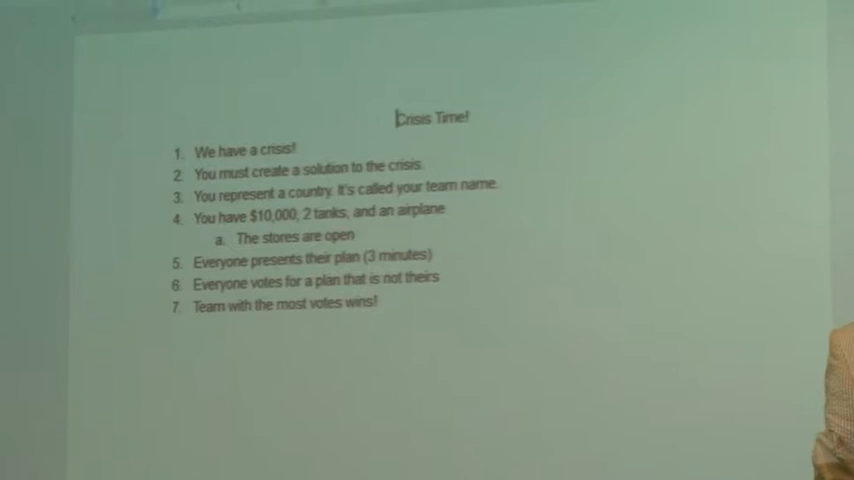 Crisis Time!
1. We have a crisis!
2. You must create a solution to the crisis.
3. You represent a country. It's called your team name.
4. You have $10,000, 2 tanks, and an airplane
a. The stores are open
5. Everyone presents their plan (3 minutes)
6. Everyone votes for a plan that is not theirs
7. Team with the most votes wins!